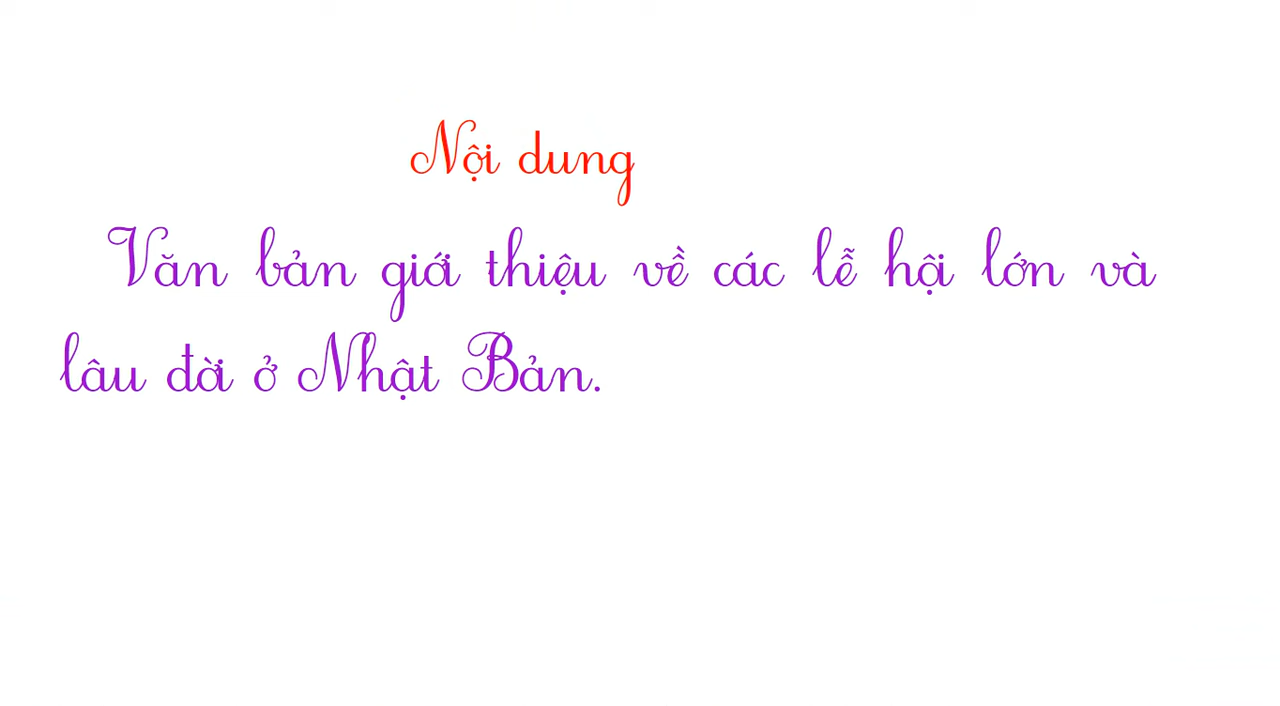 Nội dung
Văn bản giới thiệu về các lễ hội lớn và
lâu đời ở Nhật Bản.